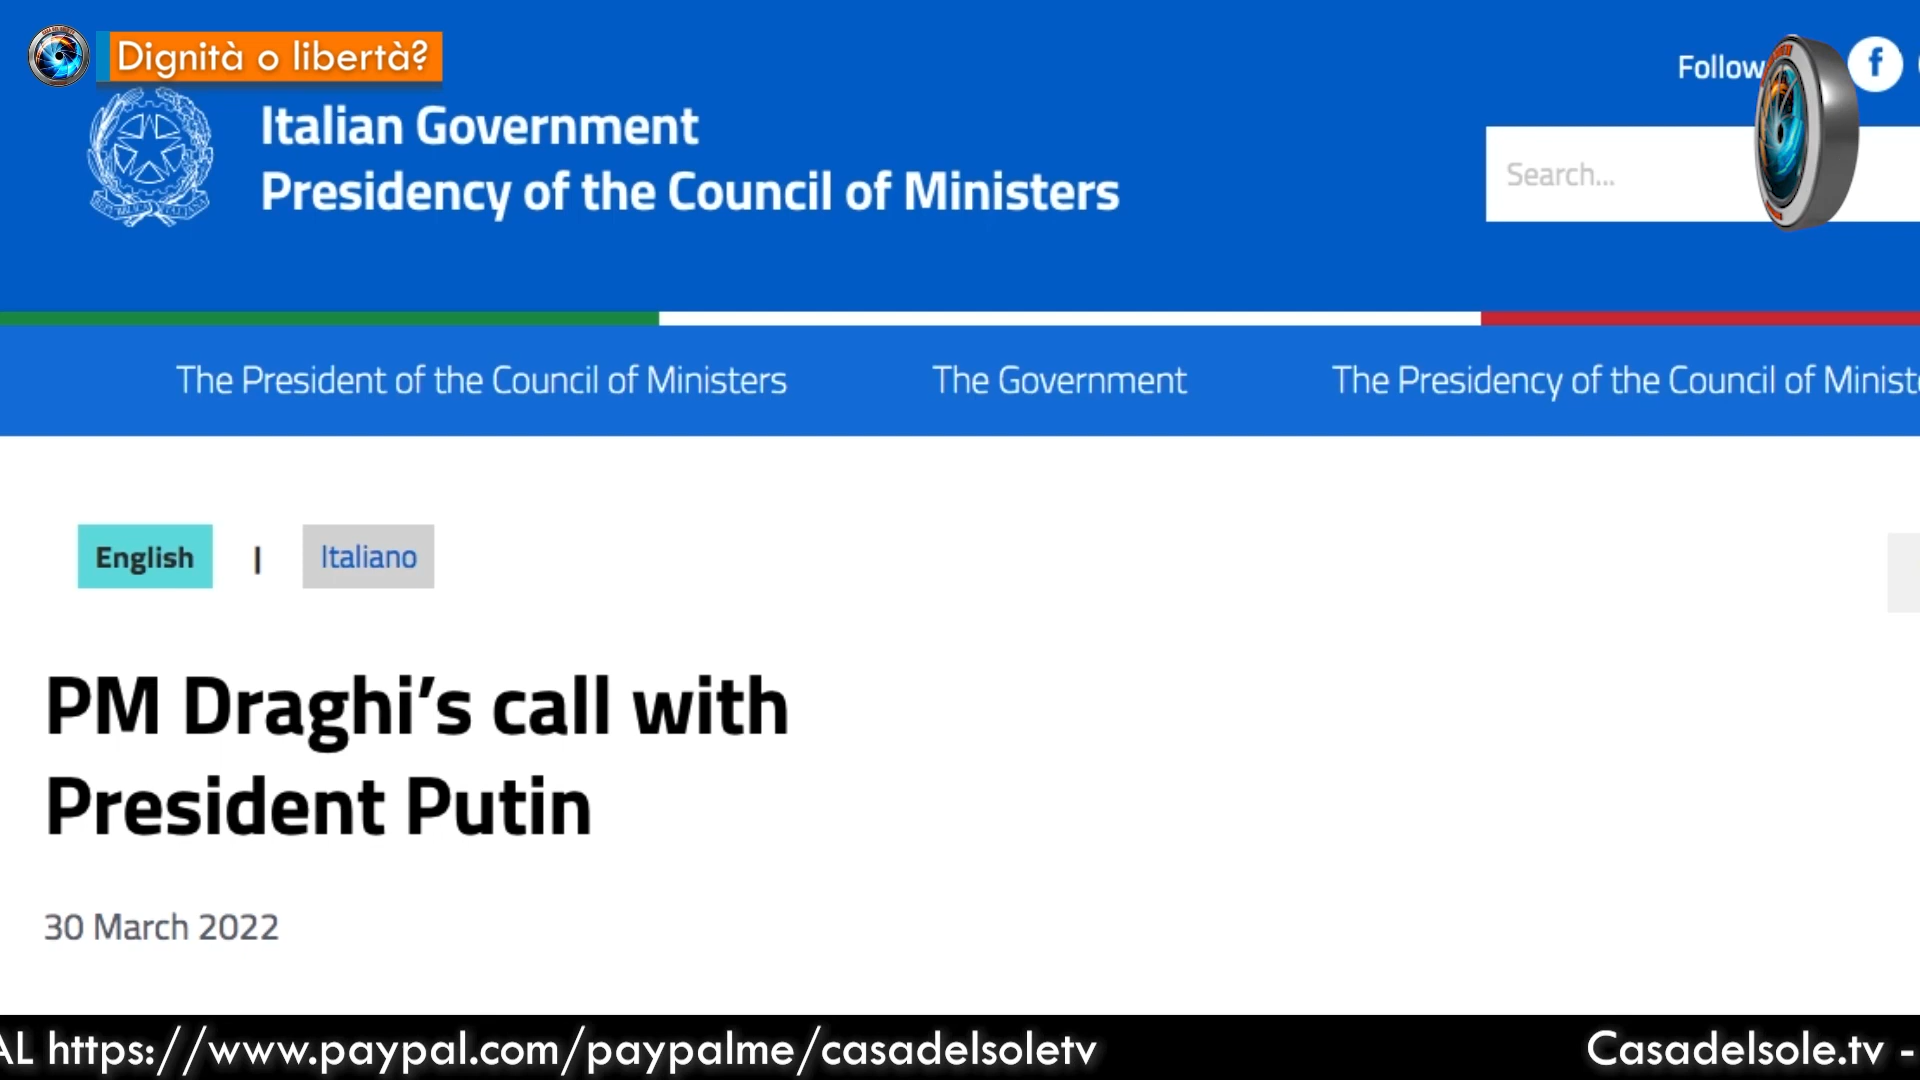 Dignità o libertà?
Follow
f
Italian Government
Presidency of the Council of Ministers
Search...
The President of the Council of Ministers
The Government
The Presidency of the Council of Ministe
English | Italiano
PM Draghi’s call with
President Putin
30 March 2022
AL https://www.paypal.com/paypalme/casadelsoletv
Casadelsole.tv -